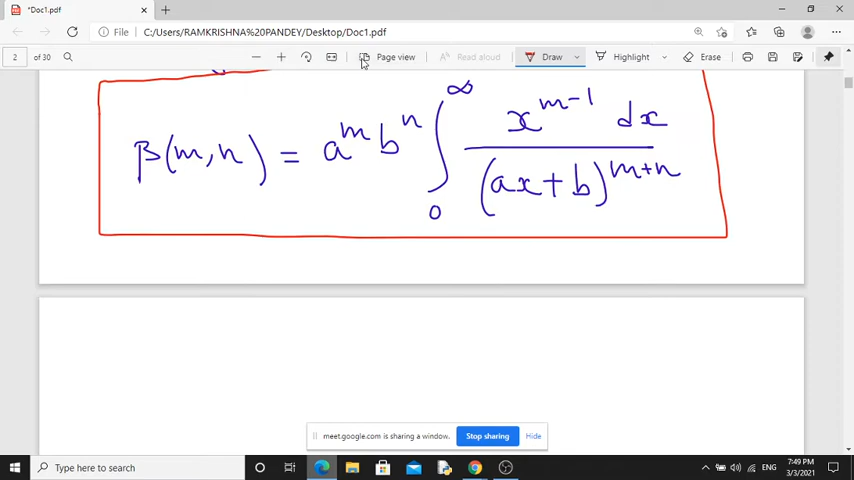 *Doc1.pdf
File C:/Users/RAMKRISHNA%20PANDEY/Desktop/Doc1.pdf
2 of 30 Page view Read aloud Draw Highlight Erase
β(m,n) = a^m b^n ∫_0^∞ x^{m-1} dx / (ax+b)^{m+n}
meet.google.com is sharing a window. Stop sharing Hide
Type here to search ENG 7:49 PM
3/3/2021